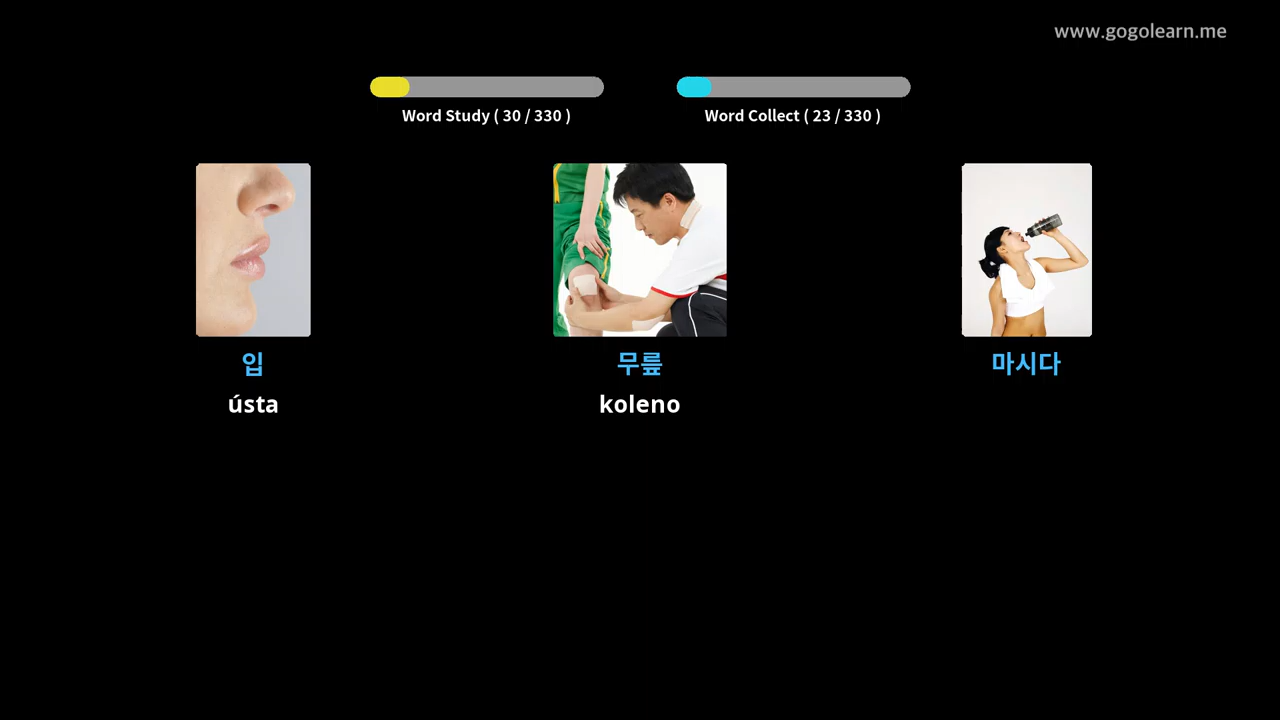 www.gogolearn.me
Word Study ( 30 / 330 )
Word Collect ( 23 / 330 )
입
무릎
마시다
ústa
koleno